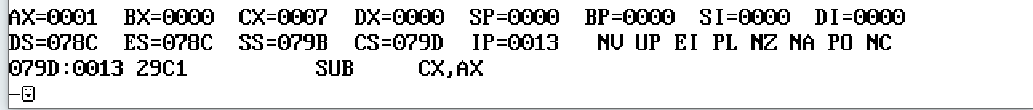 AX=0001 BX=0000 CX=0007 DX=0000 SP=0000 BP=0000 SI=0000 DI=0000
DS=078C ES=078C SS=079B CS=079D IP=0013 NV UP EI PL NZ NA PO NC
079D:0013 29C1 SUB CX,AX
-